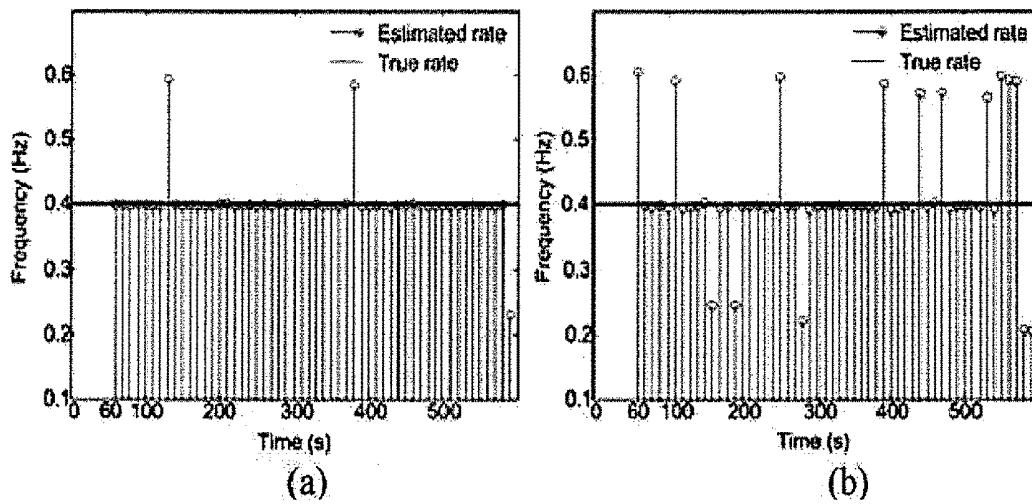 Estimated rate
True rate
0.6
0.5
0.4
0.3
0.2
0.1
Frequency (Hz)
0 60 100 200 300 400 500
Time (s)
(a)
Estimated rate
True rate
0.6
0.5
0.4
0.3
0.2
0.1
Frequency (Hz)
0 60 100 200 300 400 500
Time (s)
(b)